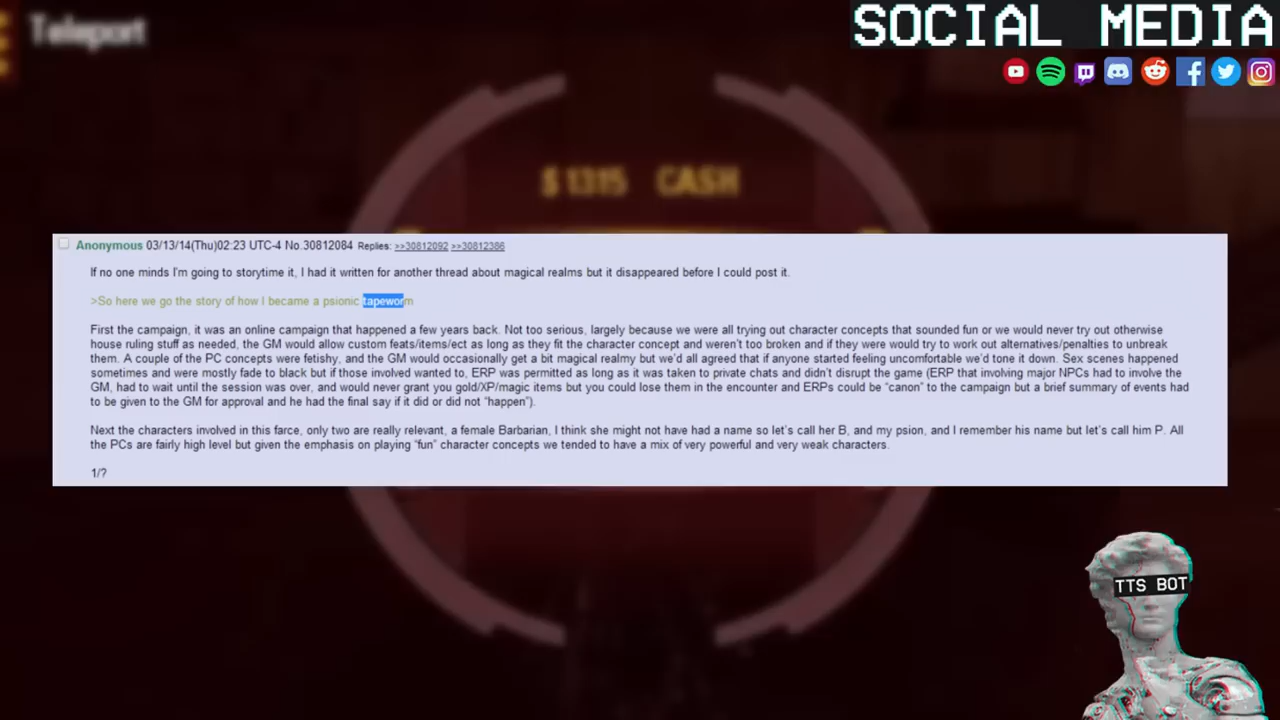 Teleport
SOCIAL MEDIA
$1315 CASH
Anonymous 03/13/14(Thu)02:23 UTC-4 No.30812084 Replies: >>30812092 >>30812386
If no one minds I'm going to storytime it, I had it written for another thread about magical realms but it disappeared before I could post it.
>So here we go the story of how I became a psionic tapeworm
First the campaign, it was an online campaign that happened a few years back. Not too serious, largely because we were all trying out character concepts that sounded fun or we would never try out otherwise
house ruling stuff as needed, the GM would allow custom feats/items/ect as long as they fit the character concept and weren't too broken and if they were would try to work out alternatives/penalties to unbreak
them. A couple of the PC concepts were fetishy, and the GM would occasionally get a bit magical realmy but we'd all agreed that if anyone started feeling uncomfortable we'd tone it down. Sex scenes happened
sometimes and were mostly fade to black but if those involved wanted to, ERP was permitted as long as it was taken to private chats and didn't disrupt the game (ERP that involving major NPCs had to involve the
GM, had to wait until the session was over, and would never grant you gold/XP/magic items but you could lose them in the encounter and ERPs could be “canon” to the campaign but a brief summary of events had
to be given to the GM for approval and he had the final say if it did or did not “happen”).
Next the characters involved in this farce, only two are really relevant, a female Barbarian, I think she might not have had a name so let's call her B, and my psion, and I remember his name but let's call him P. All
the PCs are fairly high level but given the emphasis on playing “fun” character concepts we tended to have a mix of very powerful and very weak characters.
1/?
TTS BOT